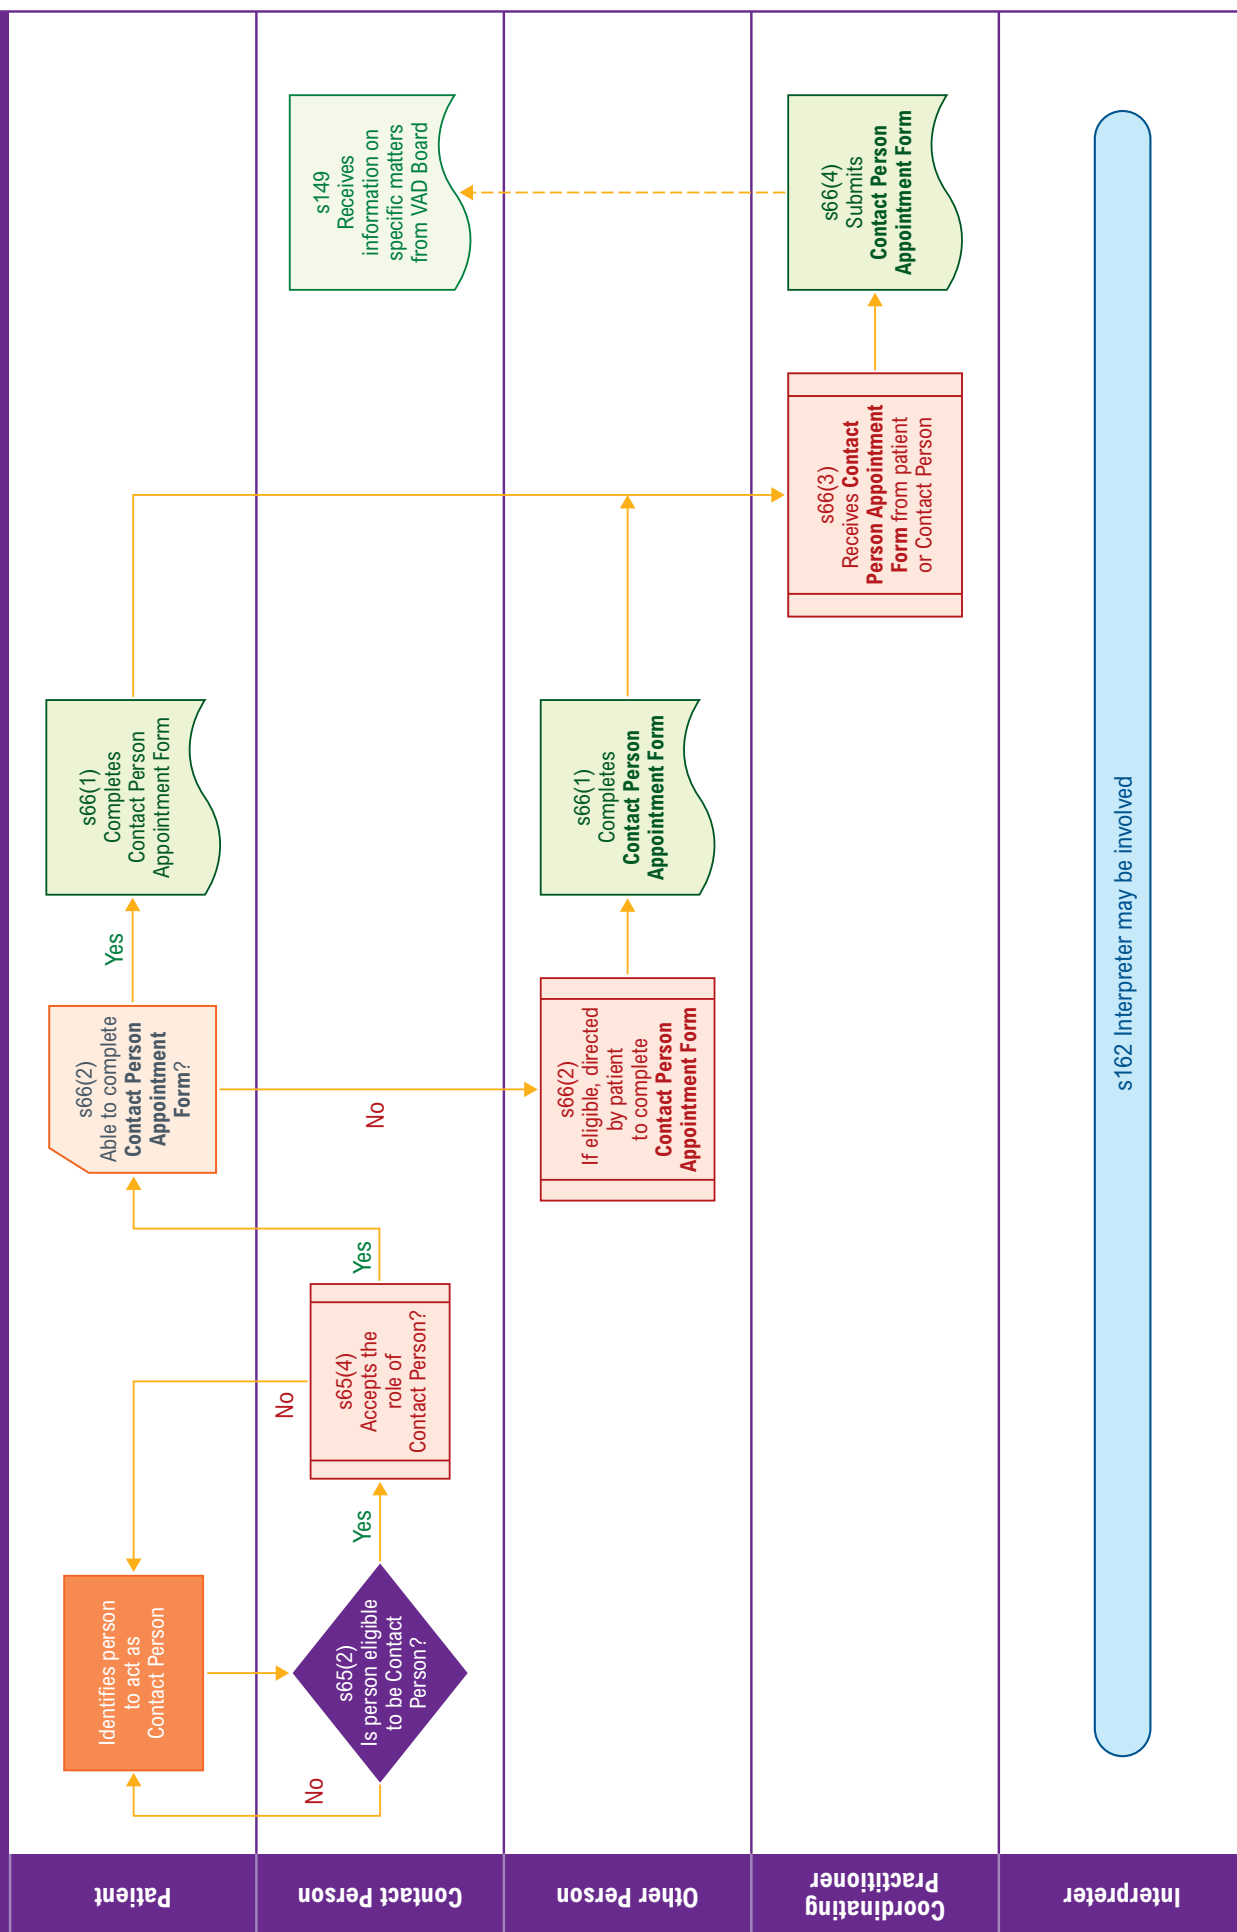 Patient
Identifies person
to act as
Contact Person
s66(2)
Able to complete
Contact Person
Appointment
Form?
Yes
s66(1)
Completes
Contact Person
Appointment Form
Contact Person
No
s65(2)
Is person eligible
to be Contact
Person?
Yes
No
s65(4)
Accepts the
role of
Contact Person?
Yes
No
s149
Receives
information on
specific matters
from VAD Board
Other Person
s66(2)
If eligible, directed
by patient
to complete
Contact Person
Appointment Form
s66(1)
Completes
Contact Person
Appointment Form
Coordinating
Practitioner
s66(3)
Receives Contact
Person Appointment
Form from patient
or Contact Person
s66(4)
Submits
Contact Person
Appointment Form
Interpreter
s162 Interpreter may be involved